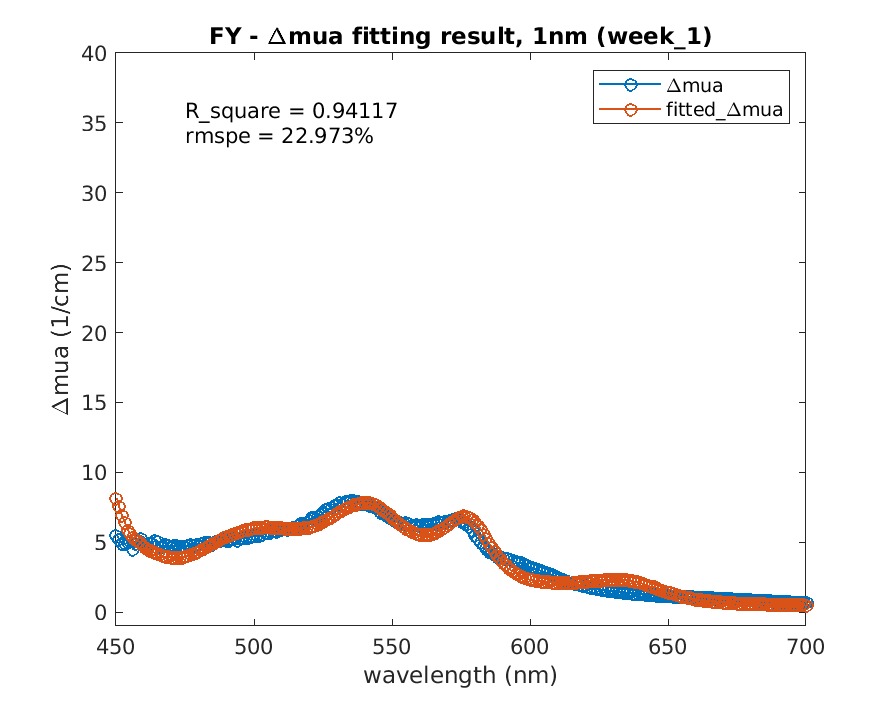 FY - Δmua fitting result, 1nm (week_1)
R_square = 0.94117
rmspe = 22.973%
Δmua
fitted_Δmua
Δmua (1/cm)
40
35
30
25
20
15
10
5
0
450
500
550
600
650
700
wavelength (nm)